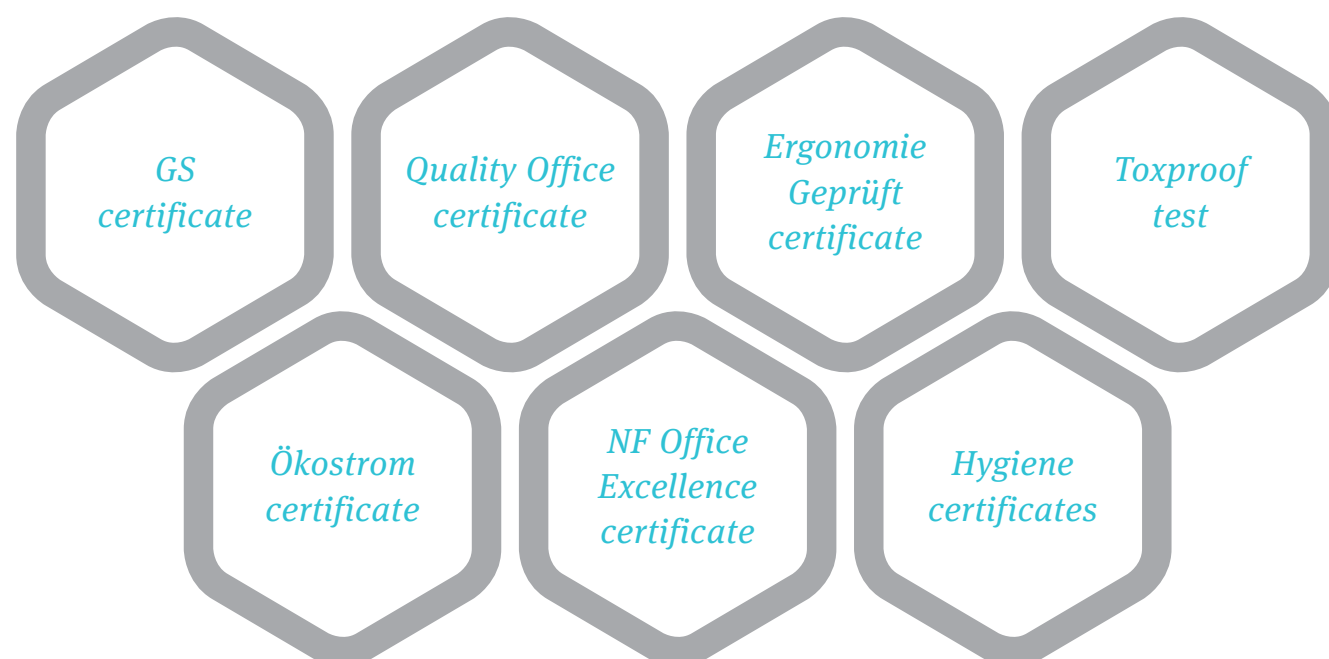 GS
certificate
Quality Office
certificate
Ergonomie
Geprüft
certificate
Toxproof
test
Ökostrom
certificate
NF Office
Excellence
certificate
Hygiene
certificates